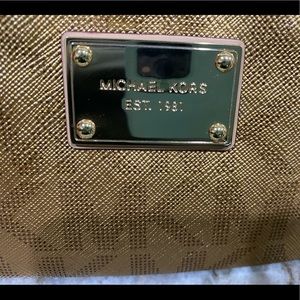 MICHAEL KORS
EST. 1981